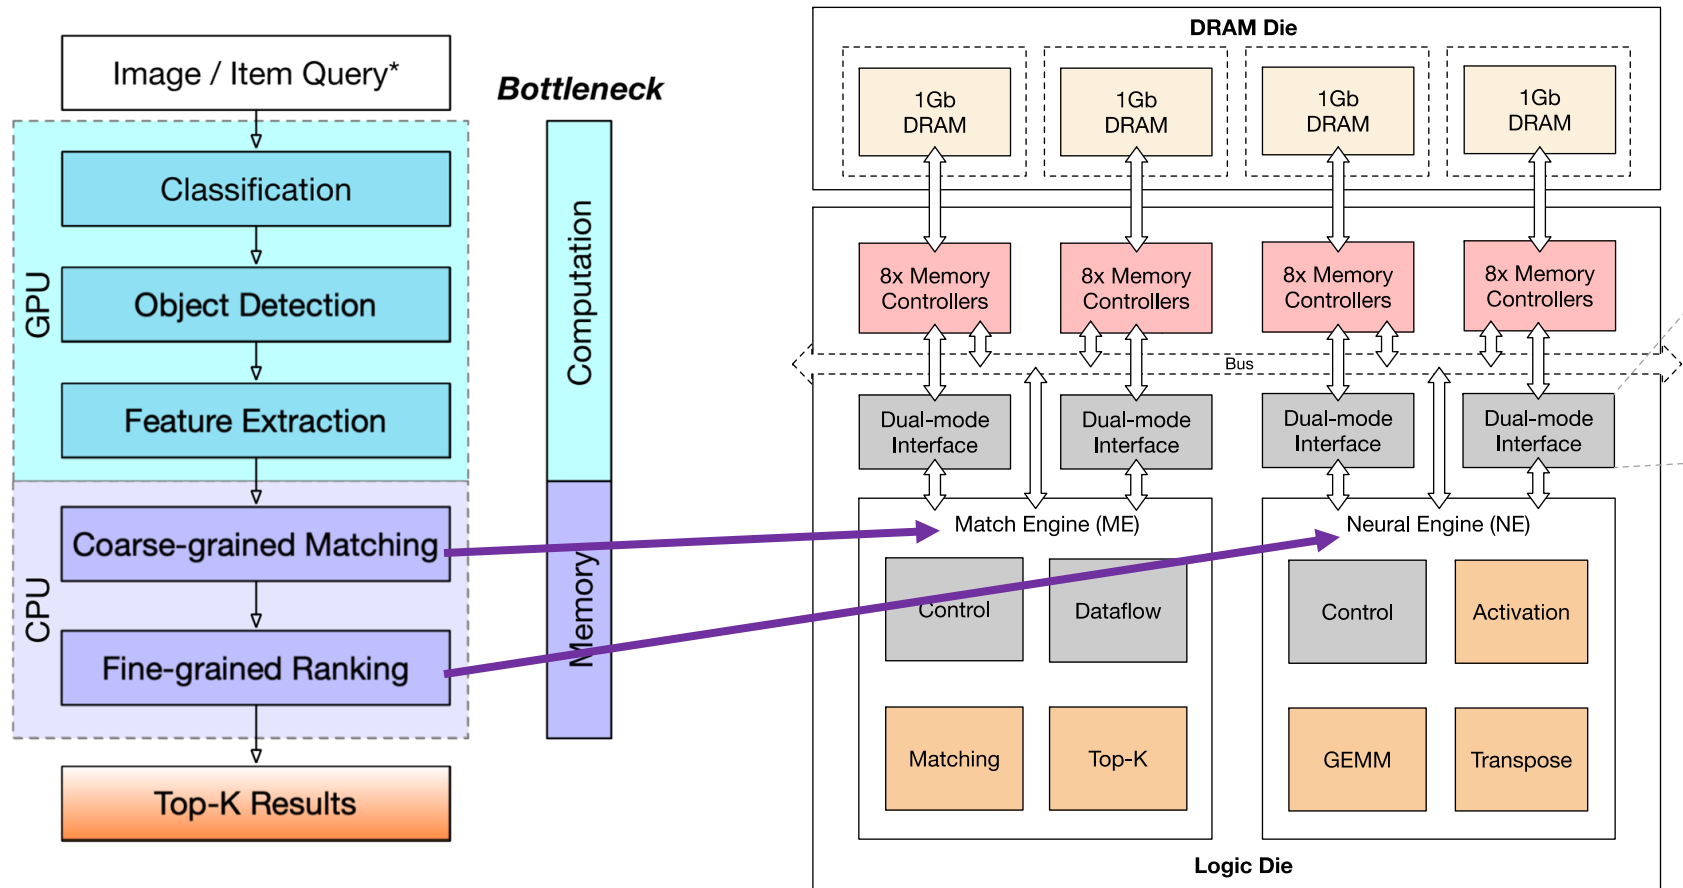 Image / Item Query*
Bottleneck
GPU
Classification
Object Detection
Feature Extraction
Computation
CPU
Coarse-grained Matching
Fine-grained Ranking
Memory
Top-K Results
DRAM Die
1Gb
DRAM
1Gb
DRAM
1Gb
DRAM
1Gb
DRAM
8x Memory
Controllers
8x Memory
Controllers
8x Memory
Controllers
8x Memory
Controllers
Bus
Dual-mode
Interface
Dual-mode
Interface
Dual-mode
Interface
Dual-mode
Interface
Match Engine (ME)
Control
Dataflow
Matching
Top-K
Neural Engine (NE)
Control
Activation
GEMM
Transpose
Logic Die